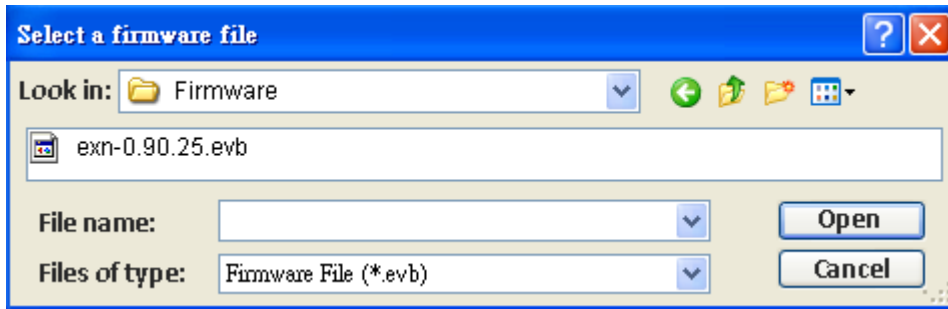 Select a firmware file
Look in: Firmware
exn-0.90.25.evb
File name: Open
Files of type: Firmware File (*.evb) Cancel